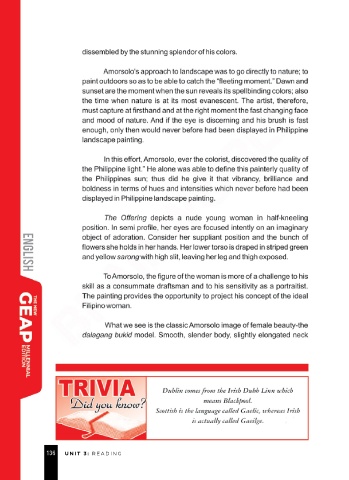 dissembled by the stunning splendor of his colors.
Amorsolo's approach to landscape was to go directly to nature; to
paint outdoors so as to be able to catch the "fleeting moment." Dawn and
sunset are the moment when the sun reveals its spellbinding colors; also
the time when nature is at its most evanescent. The artist, therefore,
must capture at firsthand and at the right moment the fast changing face
and mood of nature. And if the eye is discerning and his brush is fast
enough, only then would never before had been displayed in Philippine
landscape painting.
In this effort, Amorsolo, ever the colorist, discovered the quality of
the Philippine light." He alone was able to define this painterly quality of
the Philippines sun; thus did he give it that vibrancy, brilliance and
boldness in terms of hues and intensities which never before had been
displayed in Philippine landscape painting.
The Offering depicts a nude young woman in half-kneeling
position. In semi profile, her eyes are focused intently on an imaginary
object of adoration. Consider her suppliant position and the bunch of
flowers she holds in her hands. Her lower torso is draped in striped green
and yellow sarong with high slit, leaving her leg and thigh exposed.
To Amorsolo, the figure of the woman is more of a challenge to his
skill as a consummate draftsman and to his sensitivity as a portraitist.
The painting provides the opportunity to project his concept of the ideal
Filipino woman.
What we see is the classic Amorsolo image of female beauty-the
dalagang bukid model. Smooth, slender body, slightly elongated neck
ENGLISH
THE NEW
GEAP
MILLENNIAL
EDITION
TRIVIA
Did you know?
Dublin comes from the Irish Dubh Linn which
means Blackpool.
Scottish is the language called Gaelic, whereas Irish
is actually called Gaeilge.
136 UNIT 3: READING